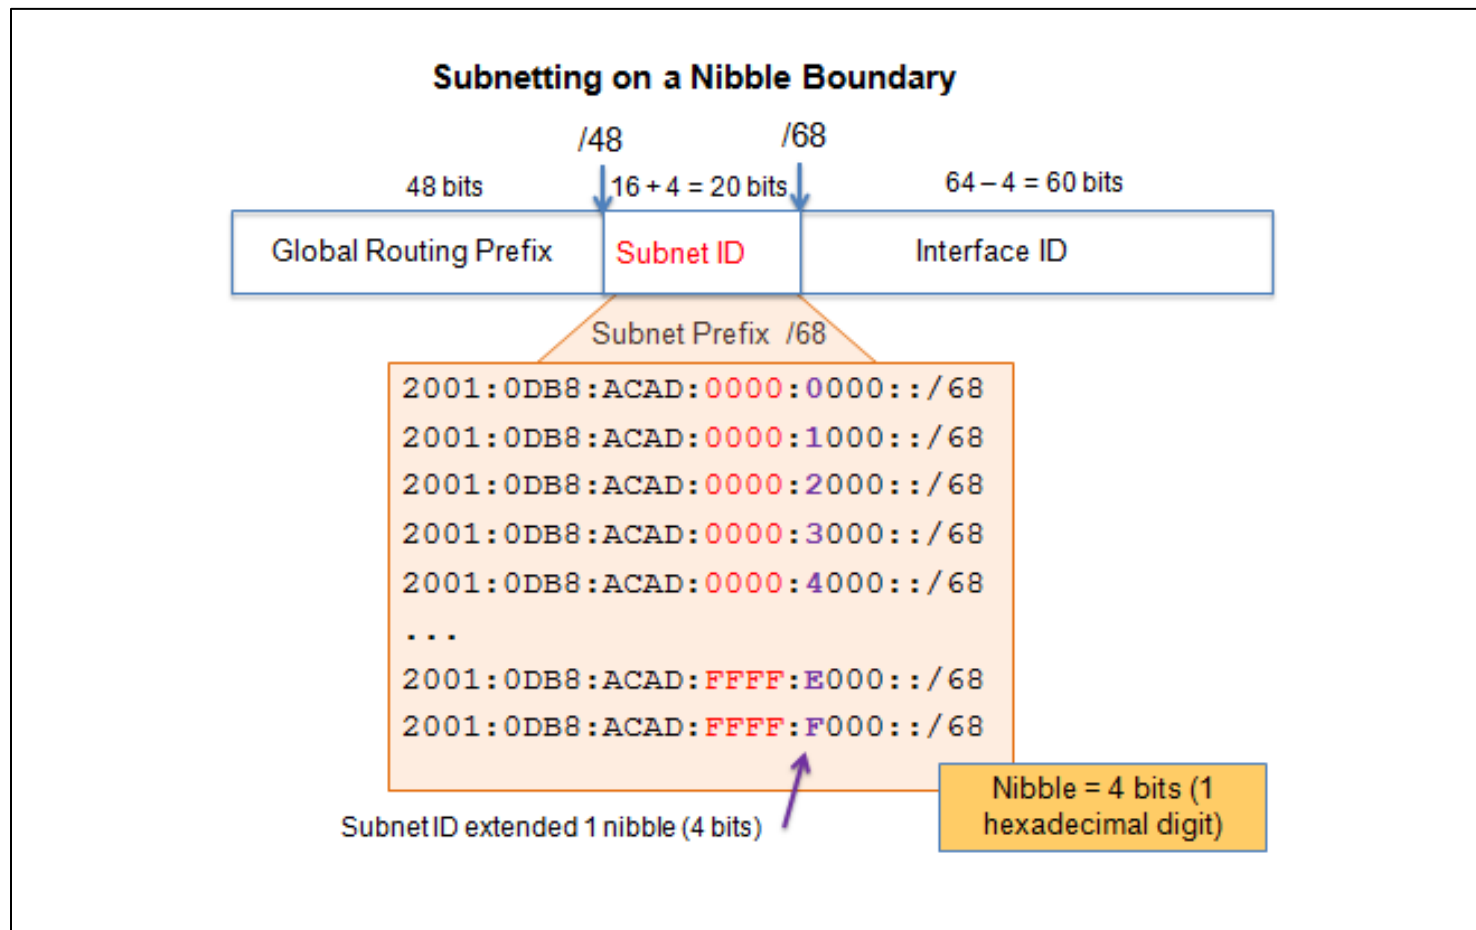 Subnetting on a Nibble Boundary
/48
/68
48 bits
16 + 4 = 20 bits
64 – 4 = 60 bits
Global Routing Prefix
Subnet ID
Interface ID
Subnet Prefix /68
2001:0DB8:ACAD:0000:0000::/68
2001:0DB8:ACAD:0000:1000::/68
2001:0DB8:ACAD:0000:2000::/68
2001:0DB8:ACAD:0000:3000::/68
2001:0DB8:ACAD:0000:4000::/68
...
2001:0DB8:ACAD:FFFF:E000::/68
2001:0DB8:ACAD:FFFF:F000::/68
Subnet ID extended 1 nibble (4 bits)
Nibble = 4 bits (1
hexadecimal digit)